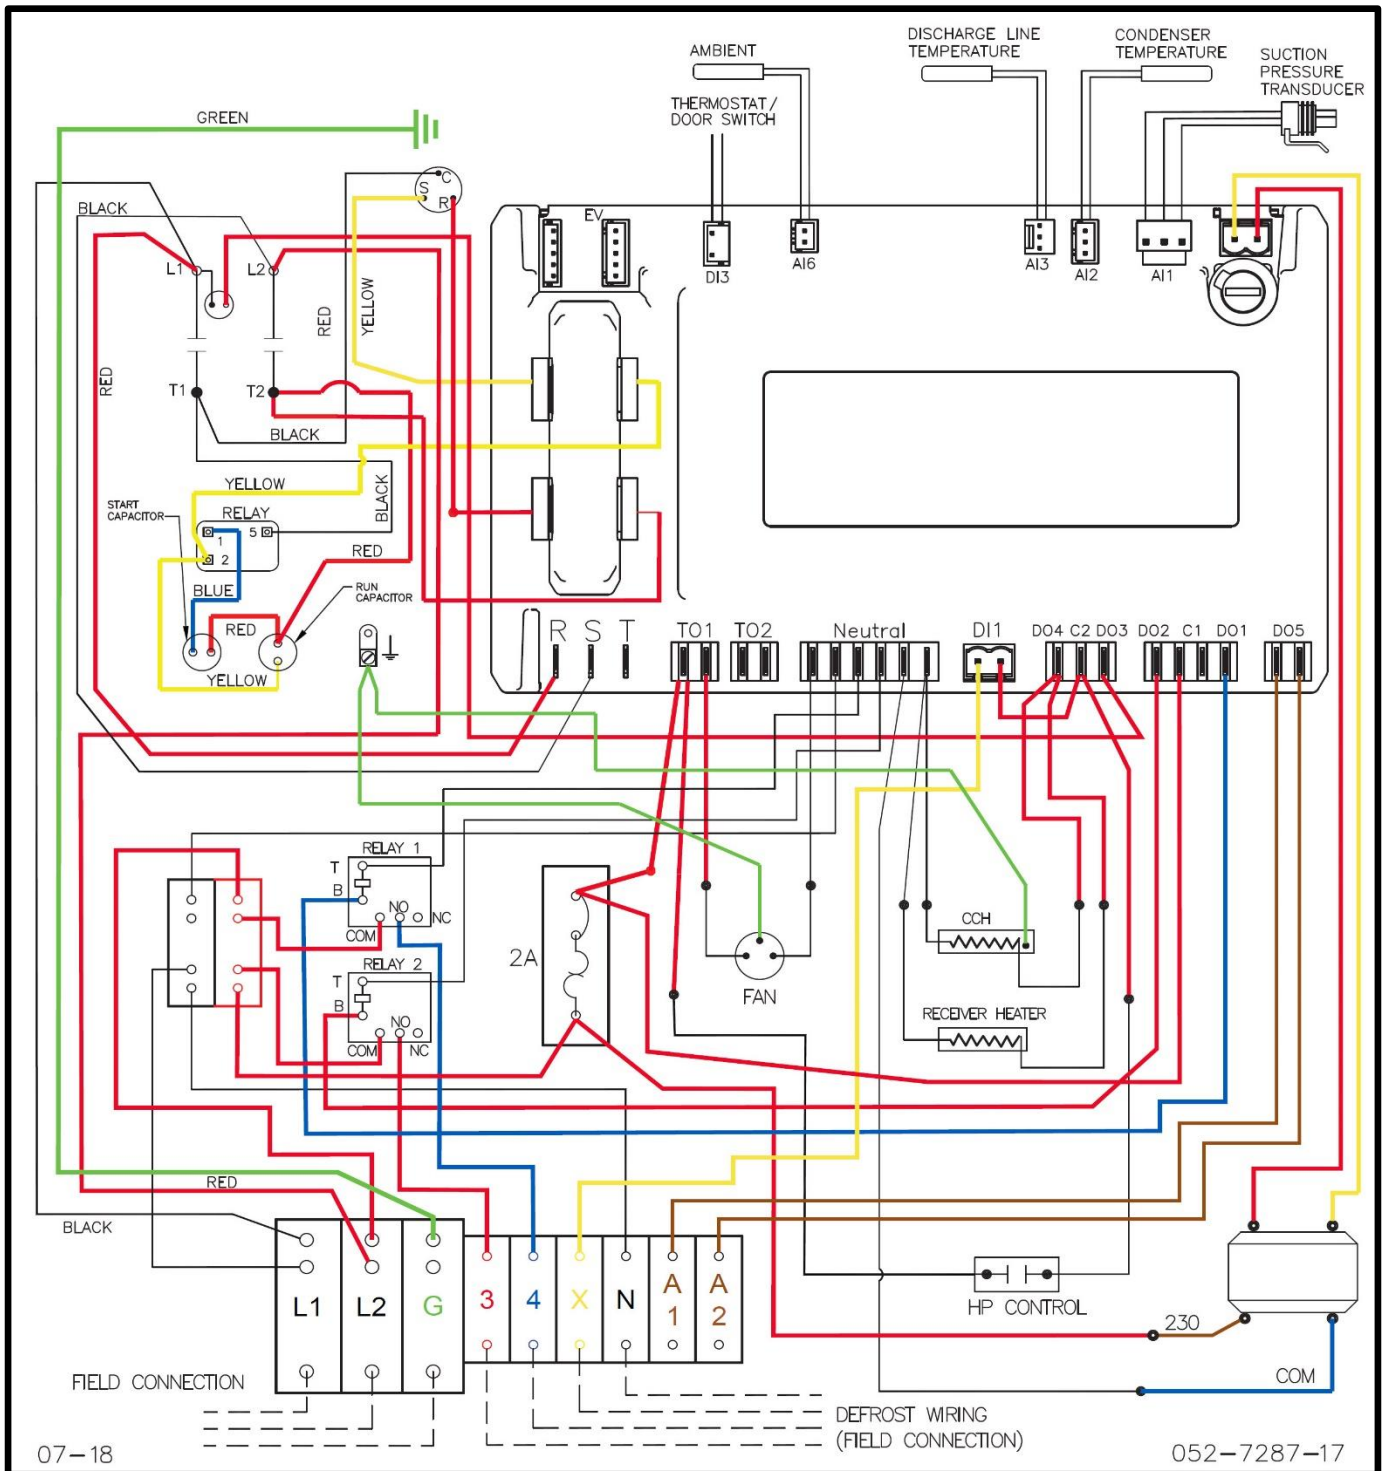 DISCHARGE LINE
TEMPERATURE
CONDENSER
TEMPERATURE
AMBIENT
SUCTION
PRESSURE
TRANSDUCER
THERMOSTAT/
DOOR SWITCH
GREEN
C
S
R
BLACK
EV
L1
L2
DI3
AI6
AI3
AI2
AI1
RED
YELLOW
RED
T1
T2
BLACK
YELLOW
BLACK
START
CAPACITOR
RELAY
1
5
2
RED
BLUE
RUN
CAPACITOR
RED
YELLOW
R S T
TO1 TO2 Neutral DI1 DO4 C2 DO3 DO2 C1 DO1 DO5
RELAY 1
T
B
NO
NC
COM
RELAY 2
T
B
NO
COM
NC
2A
FAN
CCH
RECEIVER HEATER
RED
BLACK
L1 L2 G 3 4 X N A1 A2
HP CONTROL
230
COM
FIELD CONNECTION
DEFROST WIRING
(FIELD CONNECTION)
07-18
052-7287-17